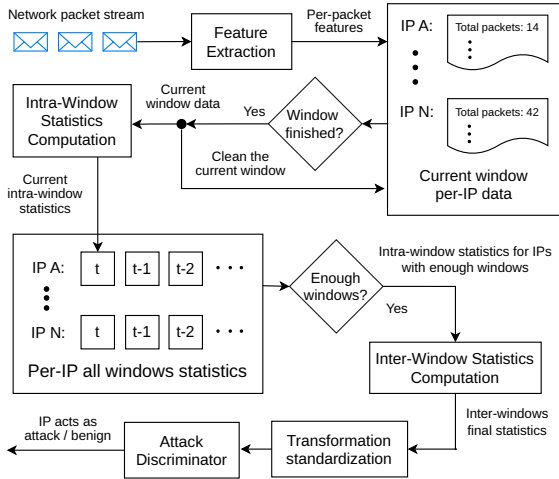 Network packet stream
Feature
Extraction
Per-packet
features
IP A:
Total packets: 14
IP N:
Total packets: 42
Current window
per-IP data
Window
finished?
Yes
Current
window data
Clean the
current window
Intra-Window
Statistics
Computation
Current
intra-window
statistics
IP A: t t-1 t-2 · · ·
IP N: t t-1 t-2 · · ·
Per-IP all windows statistics
Enough
windows?
Intra-window statistics for IPs
with enough windows
Yes
Inter-Window Statistics
Computation
Inter-windows
final statistics
Transformation
standardization
Attack
Discriminator
IP acts as
attack / benign